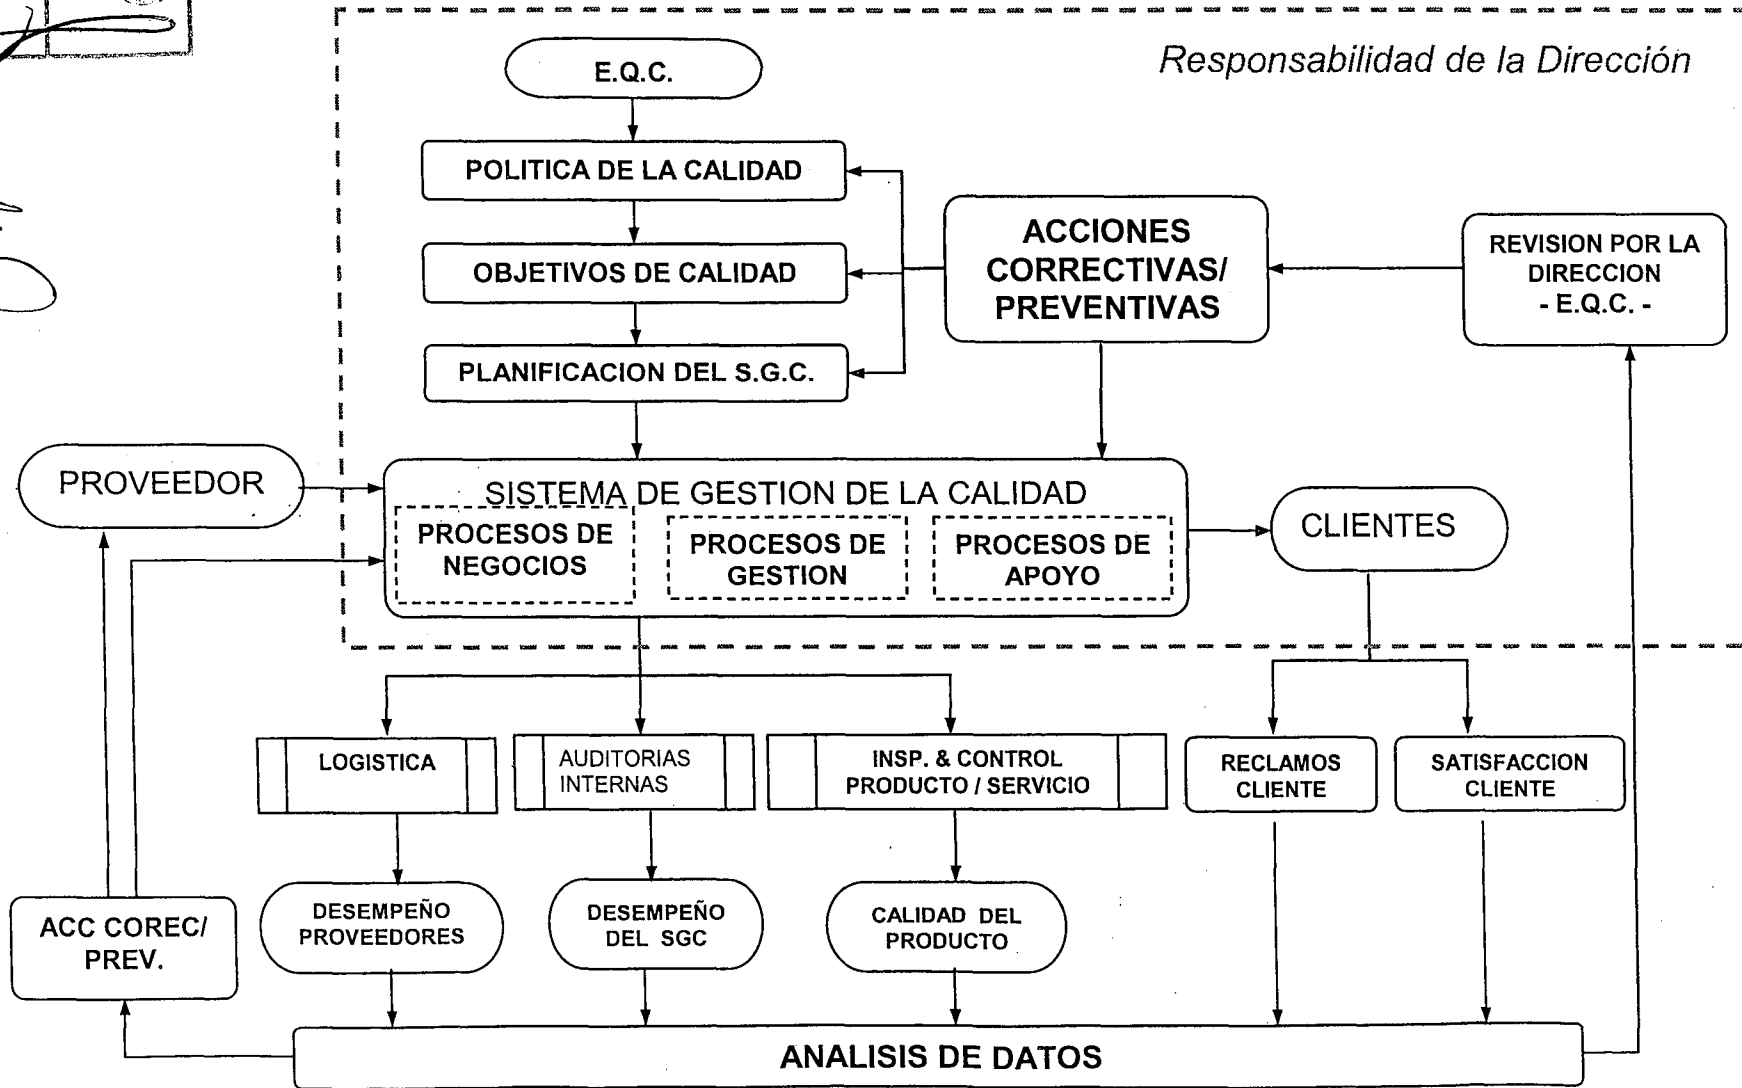 Responsabilidad de la Dirección
E.Q.C.
POLITICA DE LA CALIDAD
OBJETIVOS DE CALIDAD
PLANIFICACION DEL S.G.C.
ACCIONES
CORRECTIVAS/
PREVENTIVAS
REVISION POR LA
DIRECCION
- E.Q.C. -
PROVEEDOR
SISTEMA DE GESTION DE LA CALIDAD
PROCESOS DE
NEGOCIOS
PROCESOS DE
GESTION
PROCESOS DE
APOYO
CLIENTES
LOGISTICA
AUDITORIAS
INTERNAS
INSP. & CONTROL
PRODUCTO / SERVICIO
RECLAMOS
CLIENTE
SATISFACCION
CLIENTE
ACC COREC/
PREV.
DESEMPEÑO
PROVEEDORES
DESEMPEÑO
DEL SGC
CALIDAD DEL
PRODUCTO
ANALISIS DE DATOS